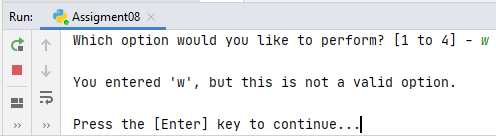 Run: Assigment08
Which option would you like to perform? [1 to 4] - w
You entered 'w', but this is not a valid option.
Press the [Enter] key to continue...